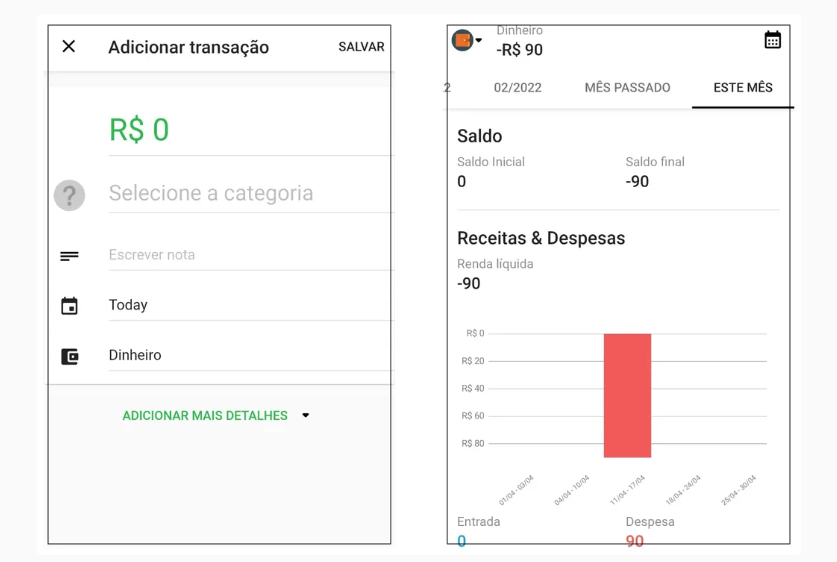 Adicionar transação
SALVAR
R$ 0
Selecione a categoria
Escrever nota
Today
Dinheiro
ADICIONAR MAIS DETALHES
Dinheiro
-R$ 90
2 02/2022 MÊS PASSADO ESTE MÊS
Saldo
Saldo Inicial Saldo final
0 -90
Receitas & Despesas
Renda líquida
-90
R$ 0
R$ 20
R$ 40
R$ 60
R$ 80
01/04 - 03/04 04/04 - 10/04 11/04 - 17/04 18/04 - 24/04 25/04 - 30/04
Entrada Despesa
0 90